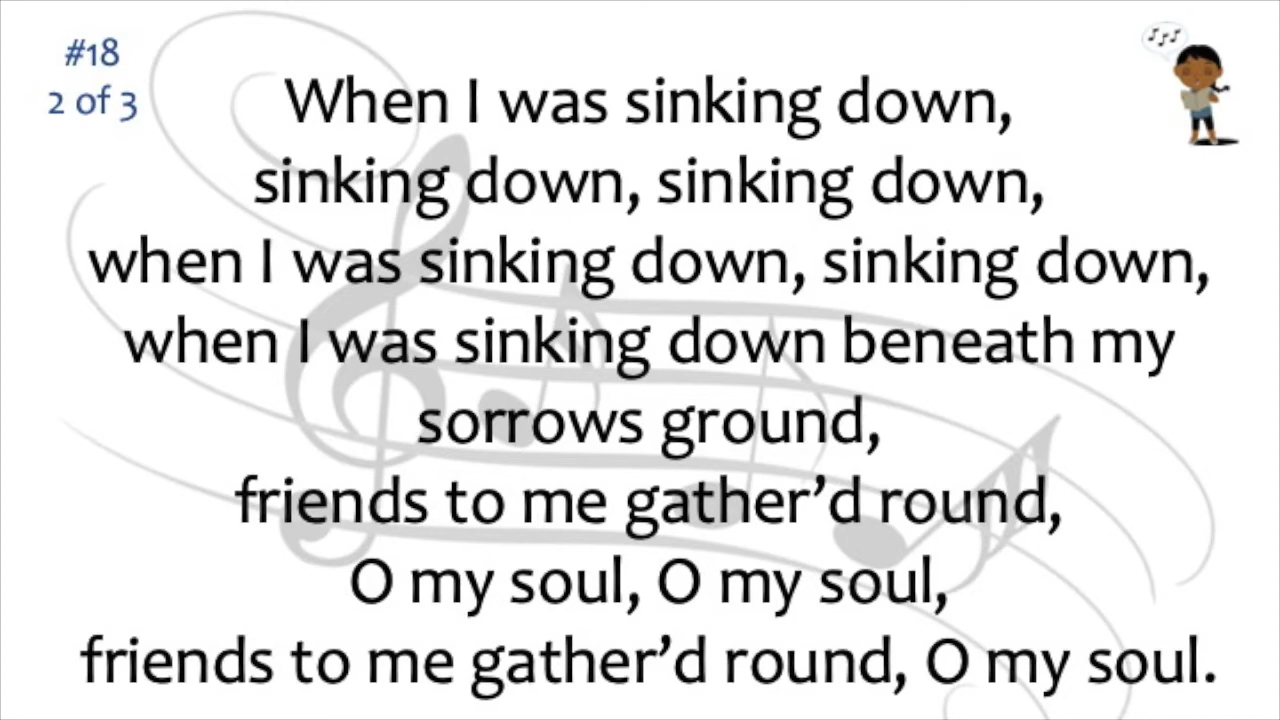 #18
2 of 3
When I was sinking down,
sinking down, sinking down,
when I was sinking down, sinking down,
when I was sinking down beneath my
sorrows ground,
friends to me gather’d round,
O my soul, O my soul,
friends to me gather’d round, O my soul.